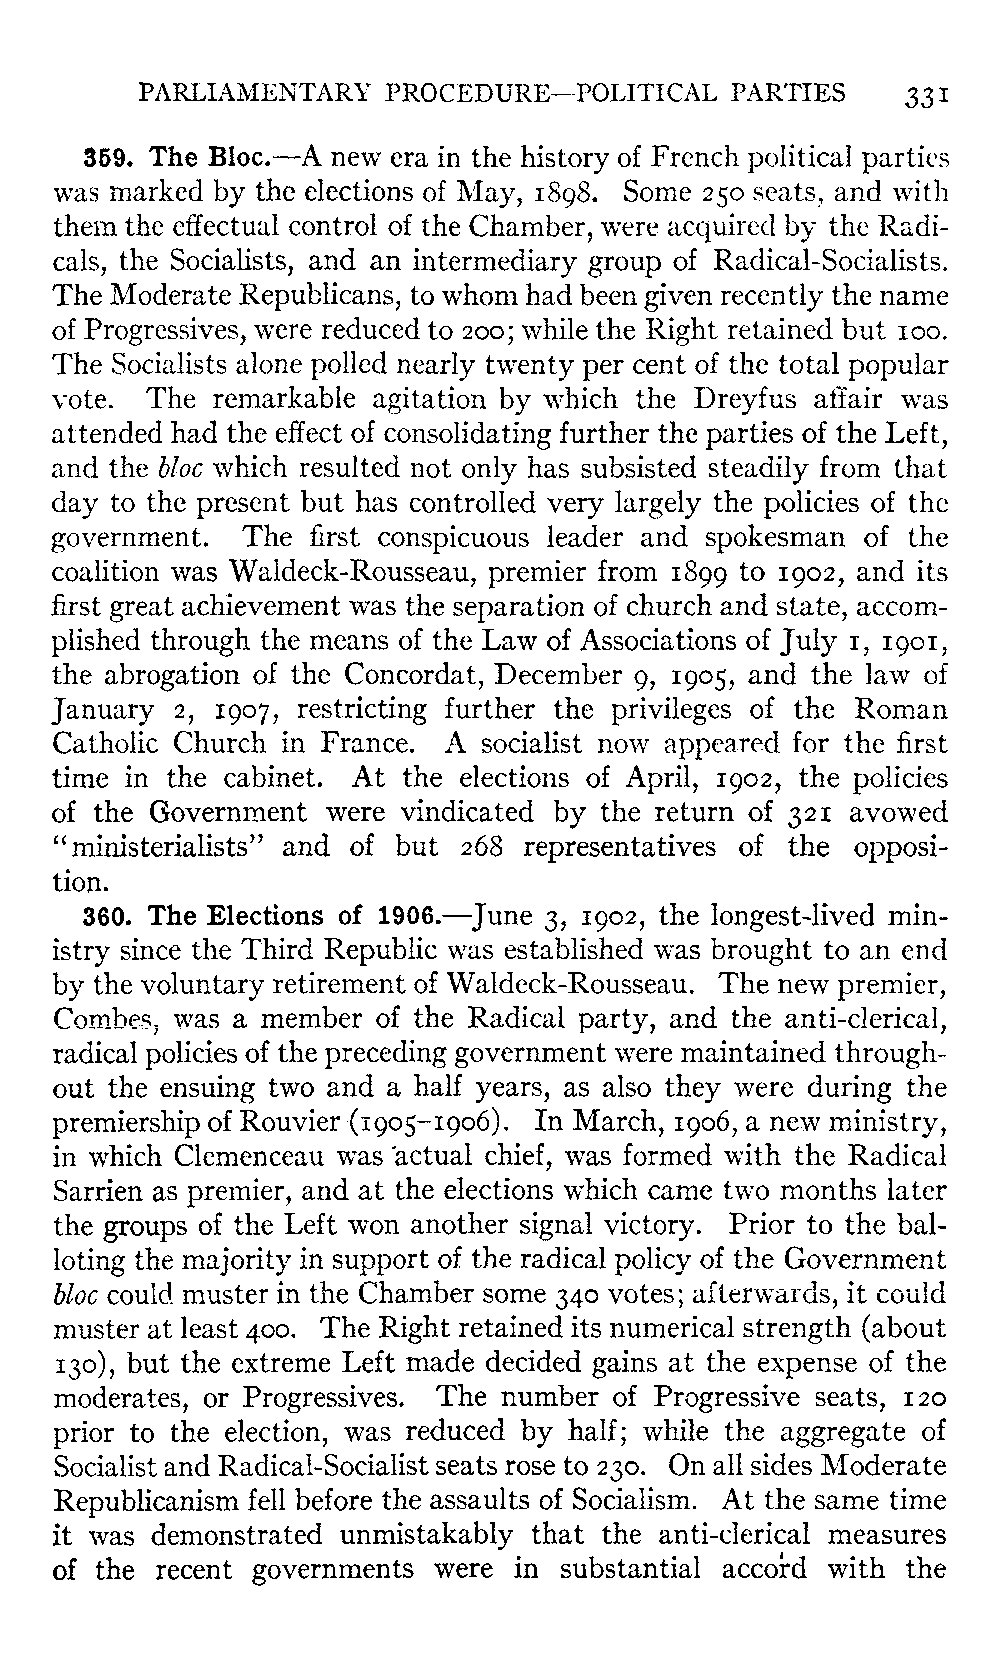 PARLIAMENTARY PROCEDURE—POLITICAL PARTIES 331
359. The Bloc.—A new era in the history of French political parties
was marked by the elections of May, 1898. Some 250 seats, and with
them the effectual control of the Chamber, were acquired by the Radi-
cals, the Socialists, and an intermediary group of Radical-Socialists.
The Moderate Republicans, to whom had been given recently the name
of Progressives, were reduced to 200; while the Right retained but 100.
The Socialists alone polled nearly twenty per cent of the total popular
vote. The remarkable agitation by which the Dreyfus affair was
attended had the effect of consolidating further the parties of the Left,
and the bloc which resulted not only has subsisted steadily from that
day to the present but has controlled very largely the policies of the
government. The first conspicuous leader and spokesman of the
coalition was Waldeck-Rousseau, premier from 1899 to 1902, and its
first great achievement was the separation of church and state, accom-
plished through the means of the Law of Associations of July 1, 1901,
the abrogation of the Concordat, December 9, 1905, and the law of
January 2, 1907, restricting further the privileges of the Roman
Catholic Church in France. A socialist now appeared for the first
time in the cabinet. At the elections of April, 1902, the policies
of the Government were vindicated by the return of 321 avowed
"ministerialists" and of but 268 representatives of the opposi-
tion.
360. The Elections of 1906.—June 3, 1902, the longest-lived min-
istry since the Third Republic was established was brought to an end
by the voluntary retirement of Waldeck-Rousseau. The new premier,
Combes, was a member of the Radical party, and the anti-clerical,
radical policies of the preceding government were maintained through-
out the ensuing two and a half years, as also they were during the
premiership of Rouvier (1905–1906). In March, 1906, a new ministry,
in which Clemenceau was actual chief, was formed with the Radical
Sarrien as premier, and at the elections which came two months later
the groups of the Left won another signal victory. Prior to the bal-
loting the majority in support of the radical policy of the Government
bloc could muster in the Chamber some 340 votes; afterwards, it could
muster at least 400. The Right retained its numerical strength (about
130), but the extreme Left made decided gains at the expense of the
moderates, or Progressives. The number of Progressive seats, 120
prior to the election, was reduced by half; while the aggregate of
Socialist and Radical-Socialist seats rose to 230. On all sides Moderate
Republicanism fell before the assaults of Socialism. At the same time
it was demonstrated unmistakably that the anti-clerical measures
of the recent governments were in substantial accord with the